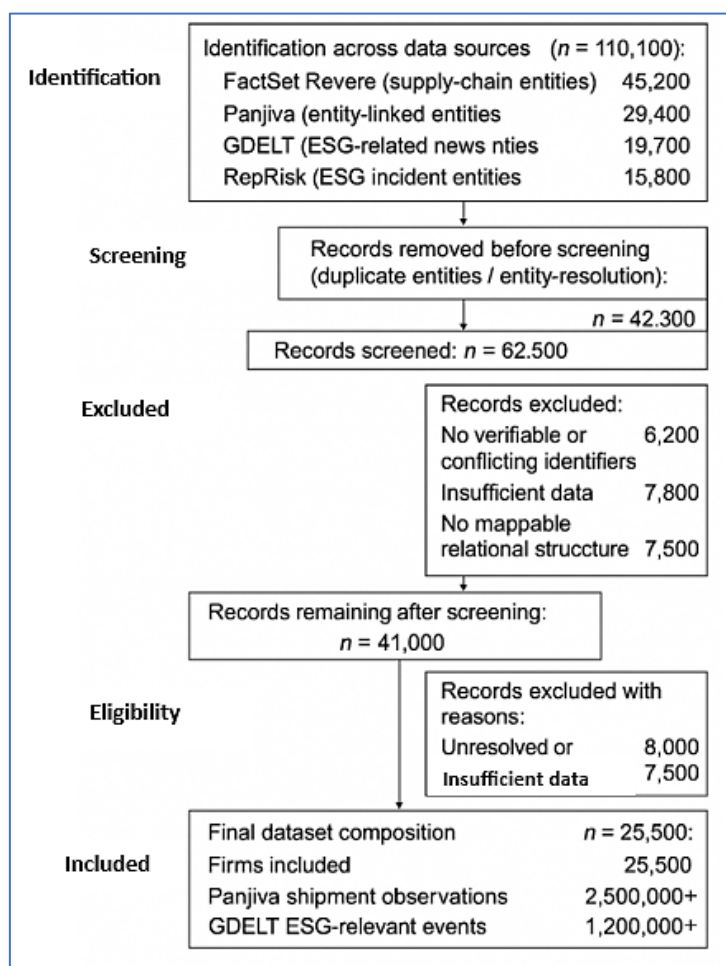 Identification
Identification across data sources (n = 110,100):
FactSet Revere (supply-chain entities) 45,200
Panjiva (entity-linked entities 29,400
GDELT (ESG-related news nties 19,700
RepRisk (ESG incident entities 15,800
Screening
Records removed before screening
(duplicate entities / entity-resolution):
n = 42.300
Records screened: n = 62.500
Excluded
Records excluded:
No verifiable or 6,200
conflicting identifiers
Insufficient data 7,800
No mappable
relational strucсture 7,500
Records remaining after screening:
n = 41,000
Eligibility
Records excluded with
reasons:
Unresolved or 8,000
Insufficient data 7,500
Included
Final dataset composition n = 25,500:
Firms included 25,500
Panjiva shipment observations 2,500,000+
GDELT ESG-relevant events 1,200,000+